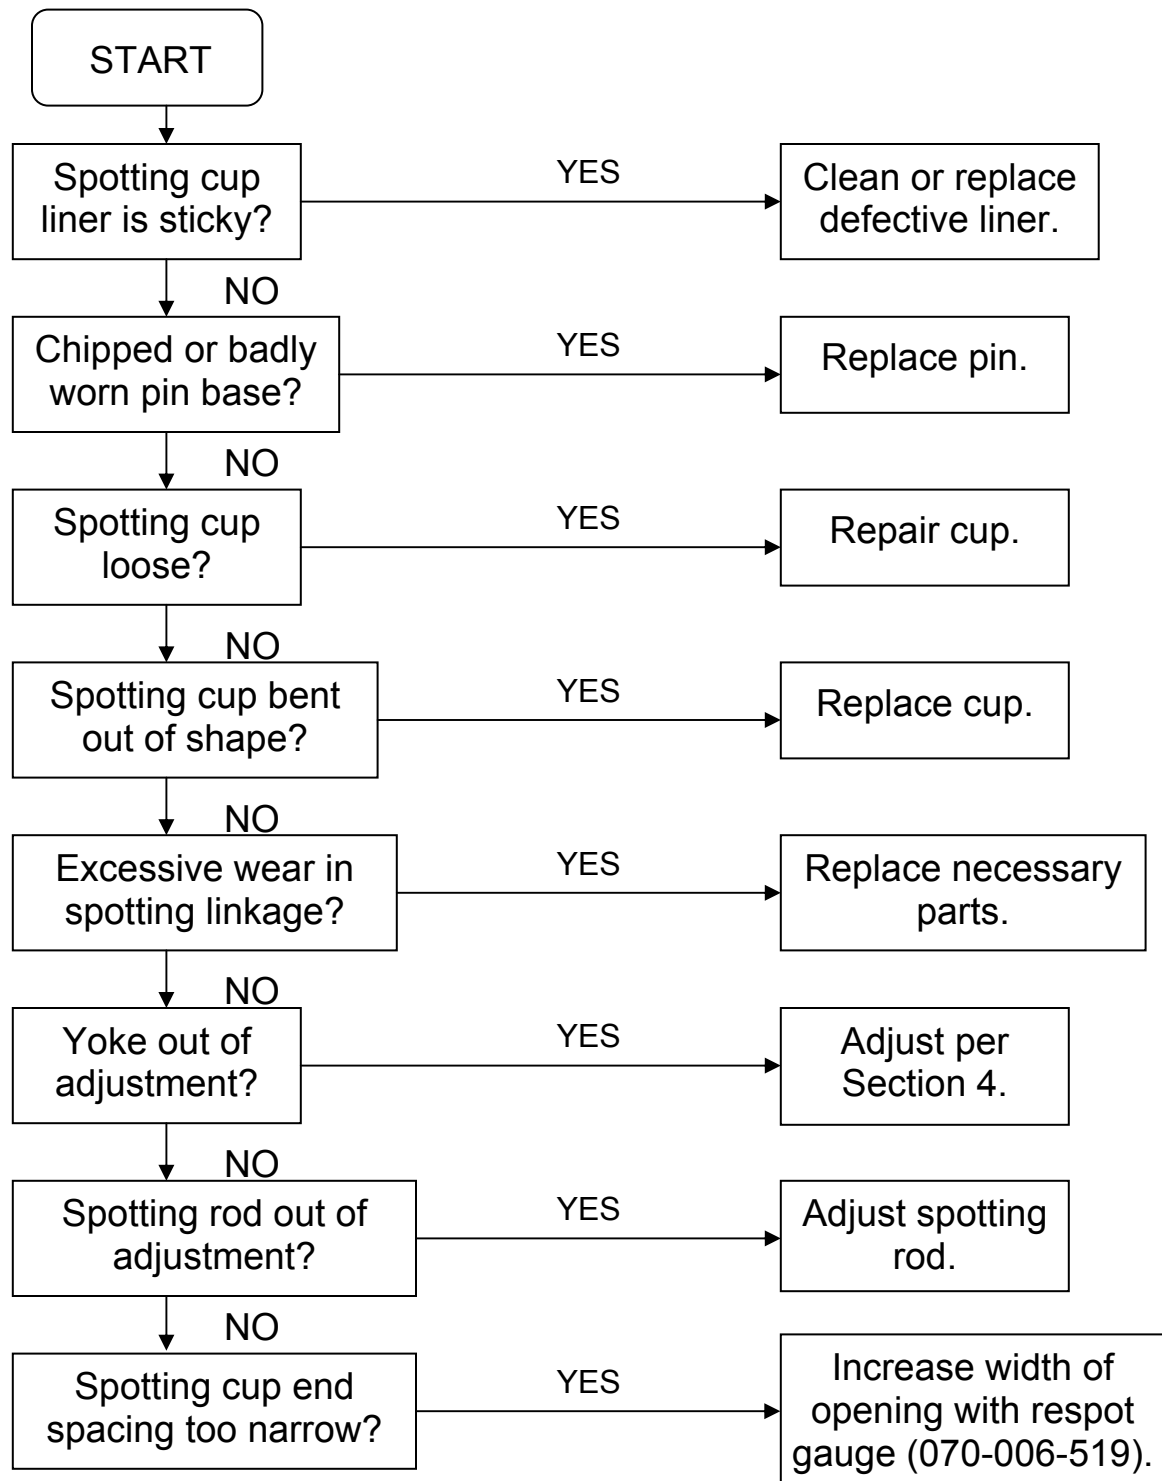 START
Spotting cup
liner is sticky?
YES
Clean or replace
defective liner.
NO
Chipped or badly
worn pin base?
YES
Replace pin.
NO
Spotting cup
loose?
YES
Repair cup.
NO
Spotting cup bent
out of shape?
YES
Replace cup.
NO
Excessive wear in
spotting linkage?
YES
Replace necessary
parts.
NO
Yoke out of
adjustment?
YES
Adjust per
Section 4.
NO
Spotting rod out of
adjustment?
YES
Adjust spotting
rod.
NO
Spotting cup end
spacing too narrow?
YES
Increase width of
opening with respot
gauge (070-006-519).